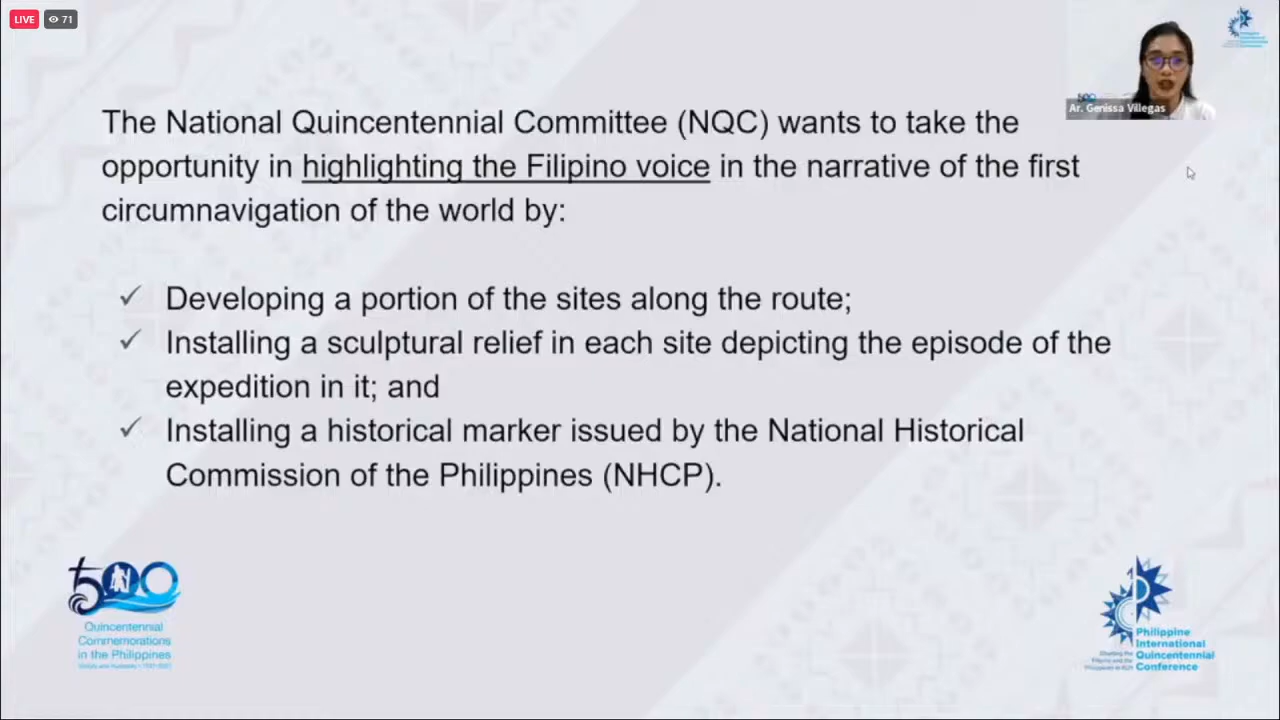 LIVE 71
Ar. Genissa Villegas
The National Quincentennial Committee (NQC) wants to take the
opportunity in highlighting the Filipino voice in the narrative of the first
circumnavigation of the world by:
✓ Developing a portion of the sites along the route;
✓ Installing a sculptural relief in each site depicting the episode of the
expedition in it; and
✓ Installing a historical marker issued by the National Historical
Commission of the Philippines (NHCP).
500
Quincentennial
Commemorations
in the Philippines
Philippine
International
Quincentennial
Conference